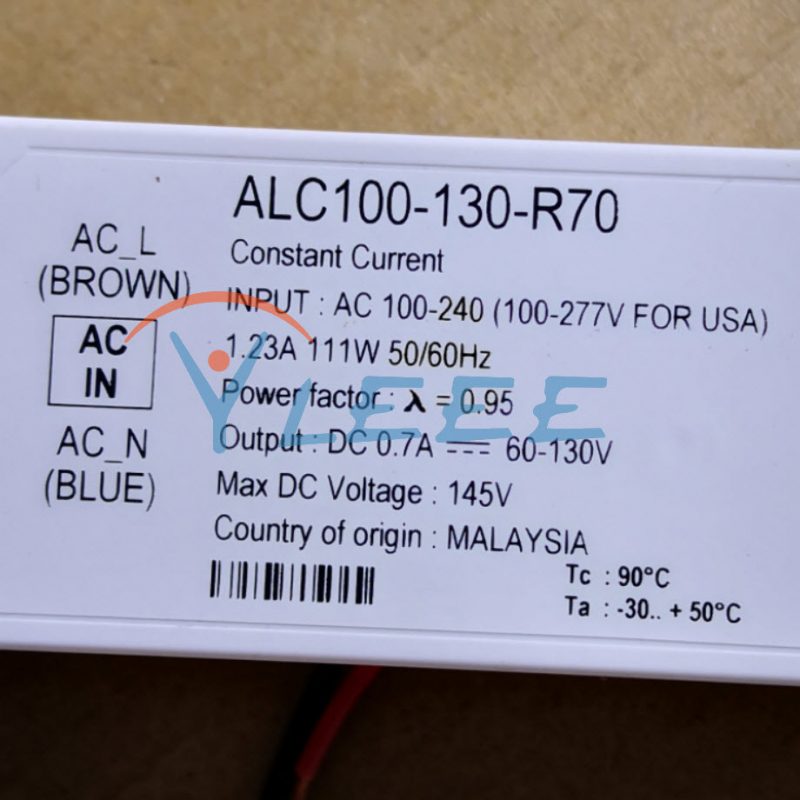 ALC100-130-R70
Constant Current
INPUT : AC 100-240 (100-277V FOR USA)
1.23A 111W 50/60Hz
Power factor : λ = 0.95
Output : DC 0.7A ⎓ 60-130V
Max DC Voltage : 145V
Country of origin : MALAYSIA
Tc : 90°C
Ta : -30.. + 50°C
AC_L
(BROWN)
AC
IN
AC_N
(BLUE)
YLEEE